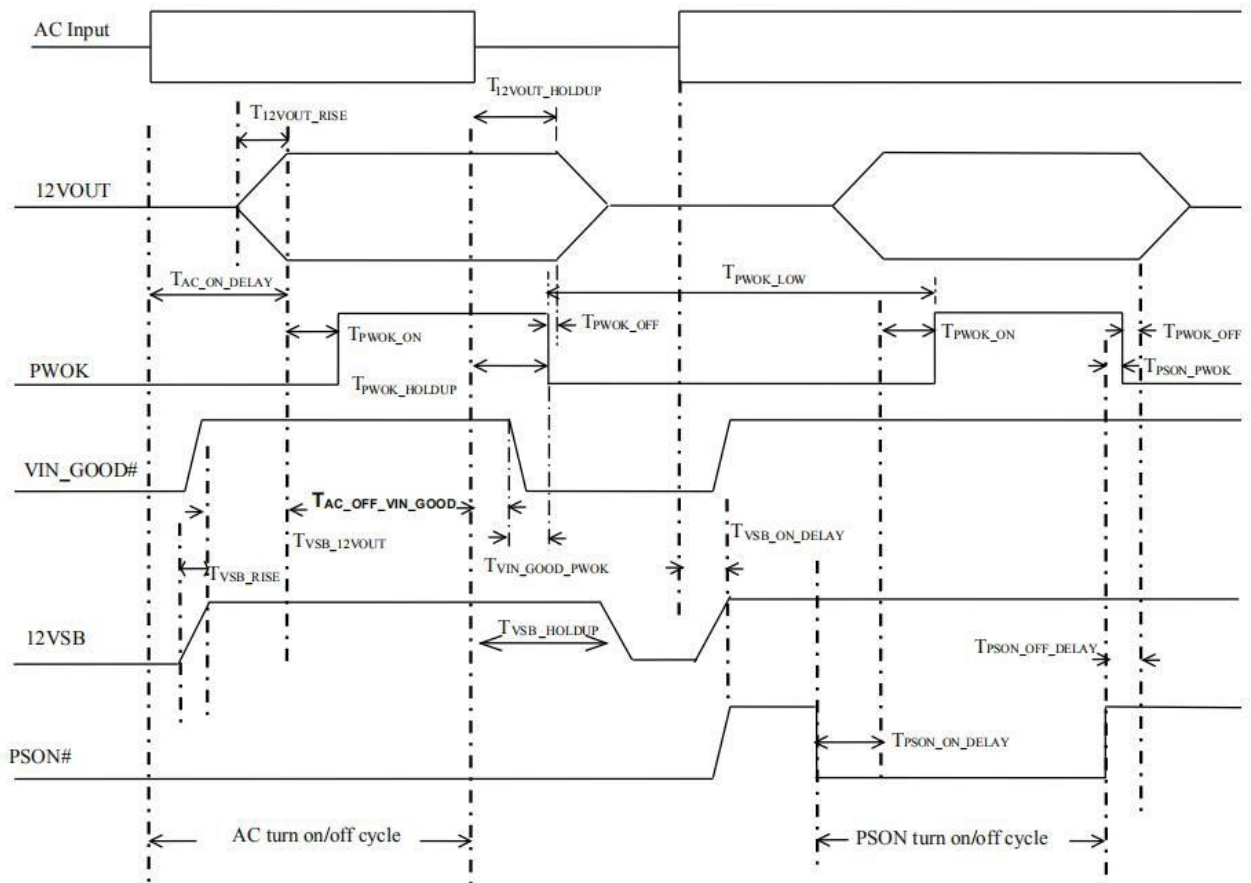 AC Input
T12VOUT_HOLDUP
T12VOUT_RISE
12VOUT
TAC_ON_DELAY
TPWOK_LOW
TPWOK_ON
TPWOK_OFF
TPWOK_ON
TPWOK_OFF
PWOK
TPWOK_HOLDUP
TPSON_PWOK
VIN_GOOD#
TAC_OFF_VIN_GOOD
TVSB_12VOUT
TVSB_ON_DELAY
TVSB_RISE
TVIN_GOOD_PWOK
12VSB
TVSB_HOLDUP
TPSON_OFF_DELAY
PSON#
TPSON_ON_DELAY
AC turn on/off cycle
PSON turn on/off cycle